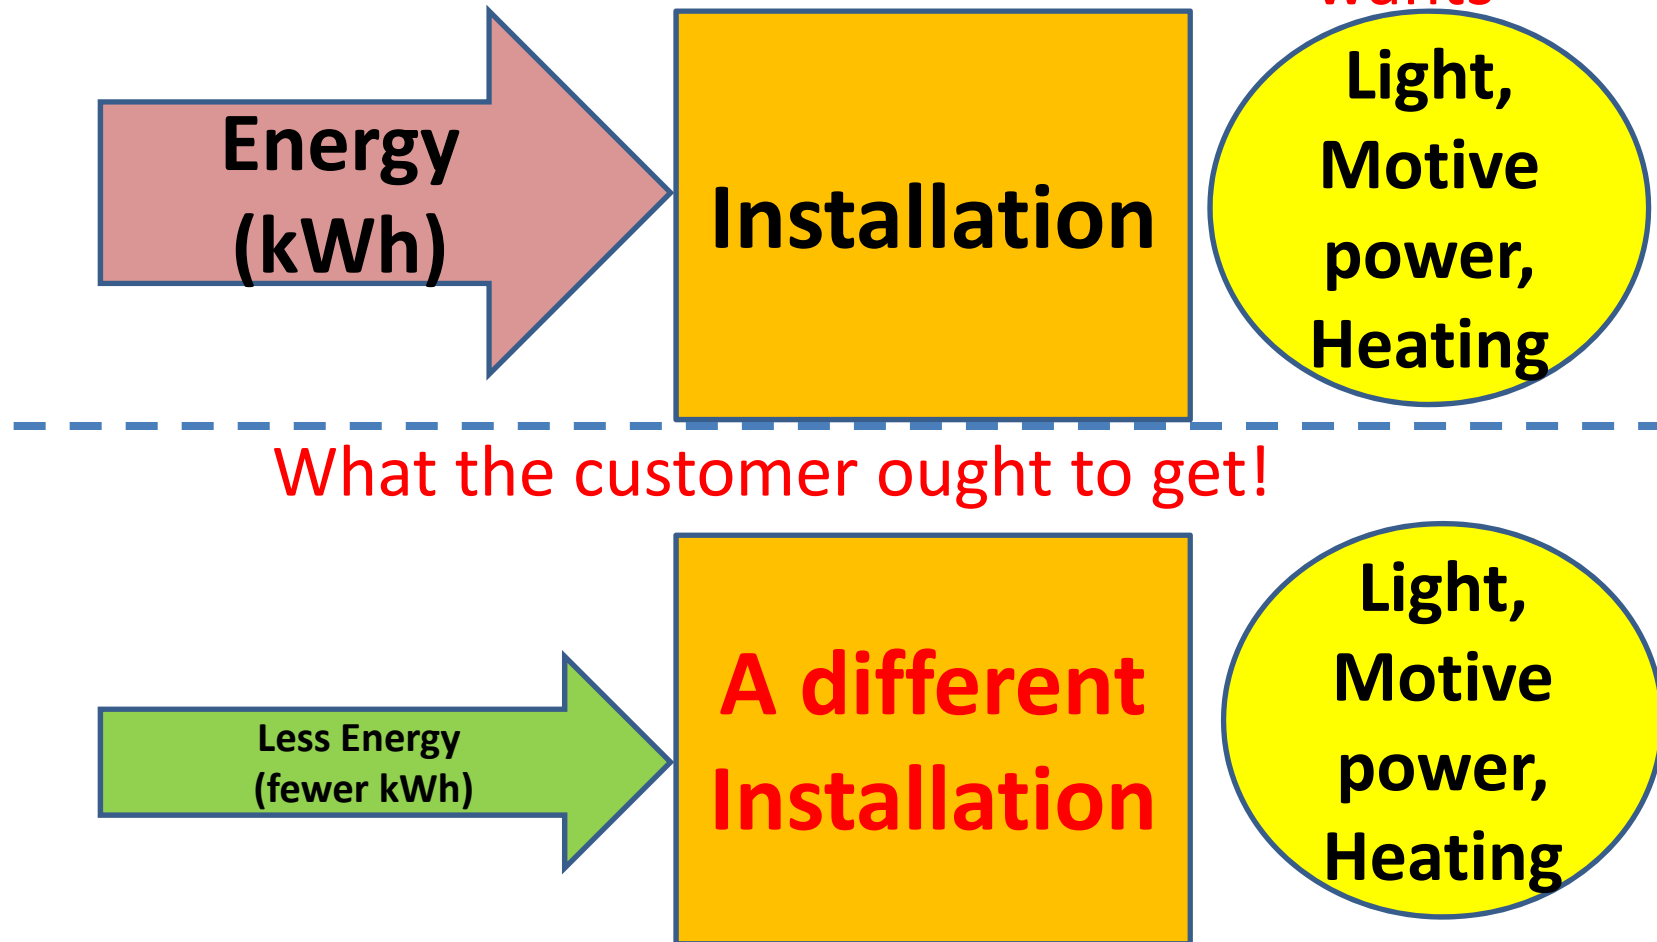 wants
Light,
Motive
power,
Heating
Energy
(kWh)
Installation
What the customer ought to get!
Light,
Motive
power,
Heating
A different
Installation
Less Energy
(fewer kWh)